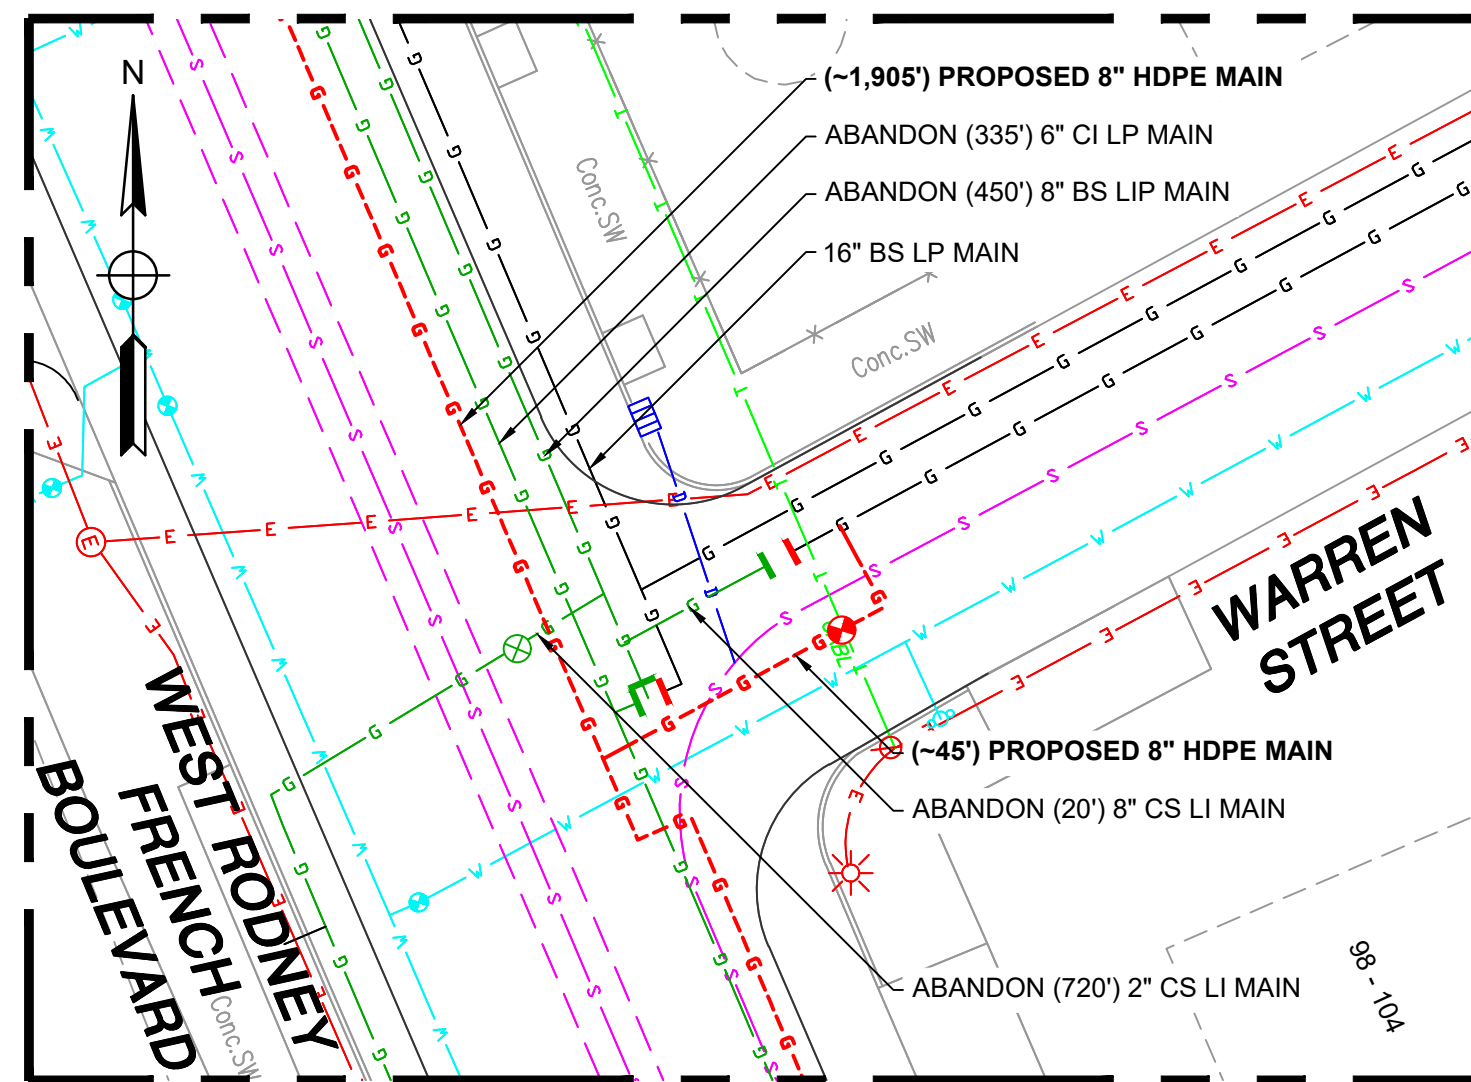 N
(~1,905') PROPOSED 8" HDPE MAIN
ABANDON (335') 6" CI LP MAIN
ABANDON (450') 8" BS LIP MAIN
16" BS LP MAIN
Conc.SW
Conc.SW
WARREN
STREET
(~45') PROPOSED 8" HDPE MAIN
ABANDON (20') 8" CS LI MAIN
ABANDON (720') 2" CS LI MAIN
WEST RODNEY
FRENCH
BOULEVARD
Conc.SW
98 - 104